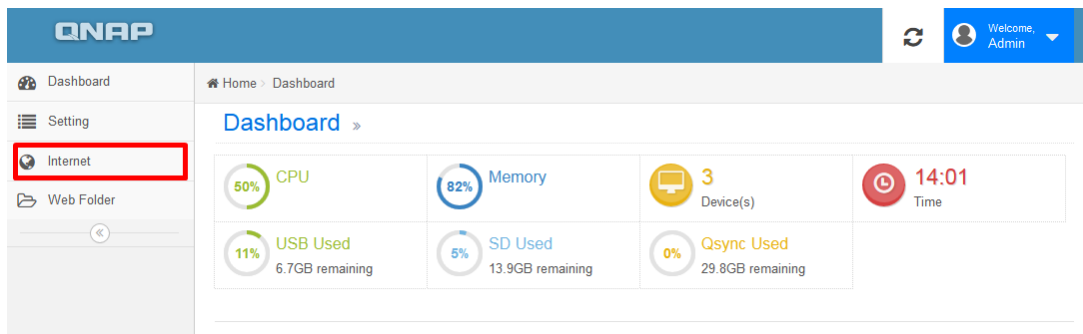 QNAP
Welcome,
Admin
Dashboard
Setting
Internet
Web Folder
Home > Dashboard
Dashboard »
50%
CPU
82%
Memory
3
Device(s)
14:01
Time
11%
USB Used
6.7GB remaining
5%
SD Used
13.9GB remaining
0%
Qsync Used
29.8GB remaining